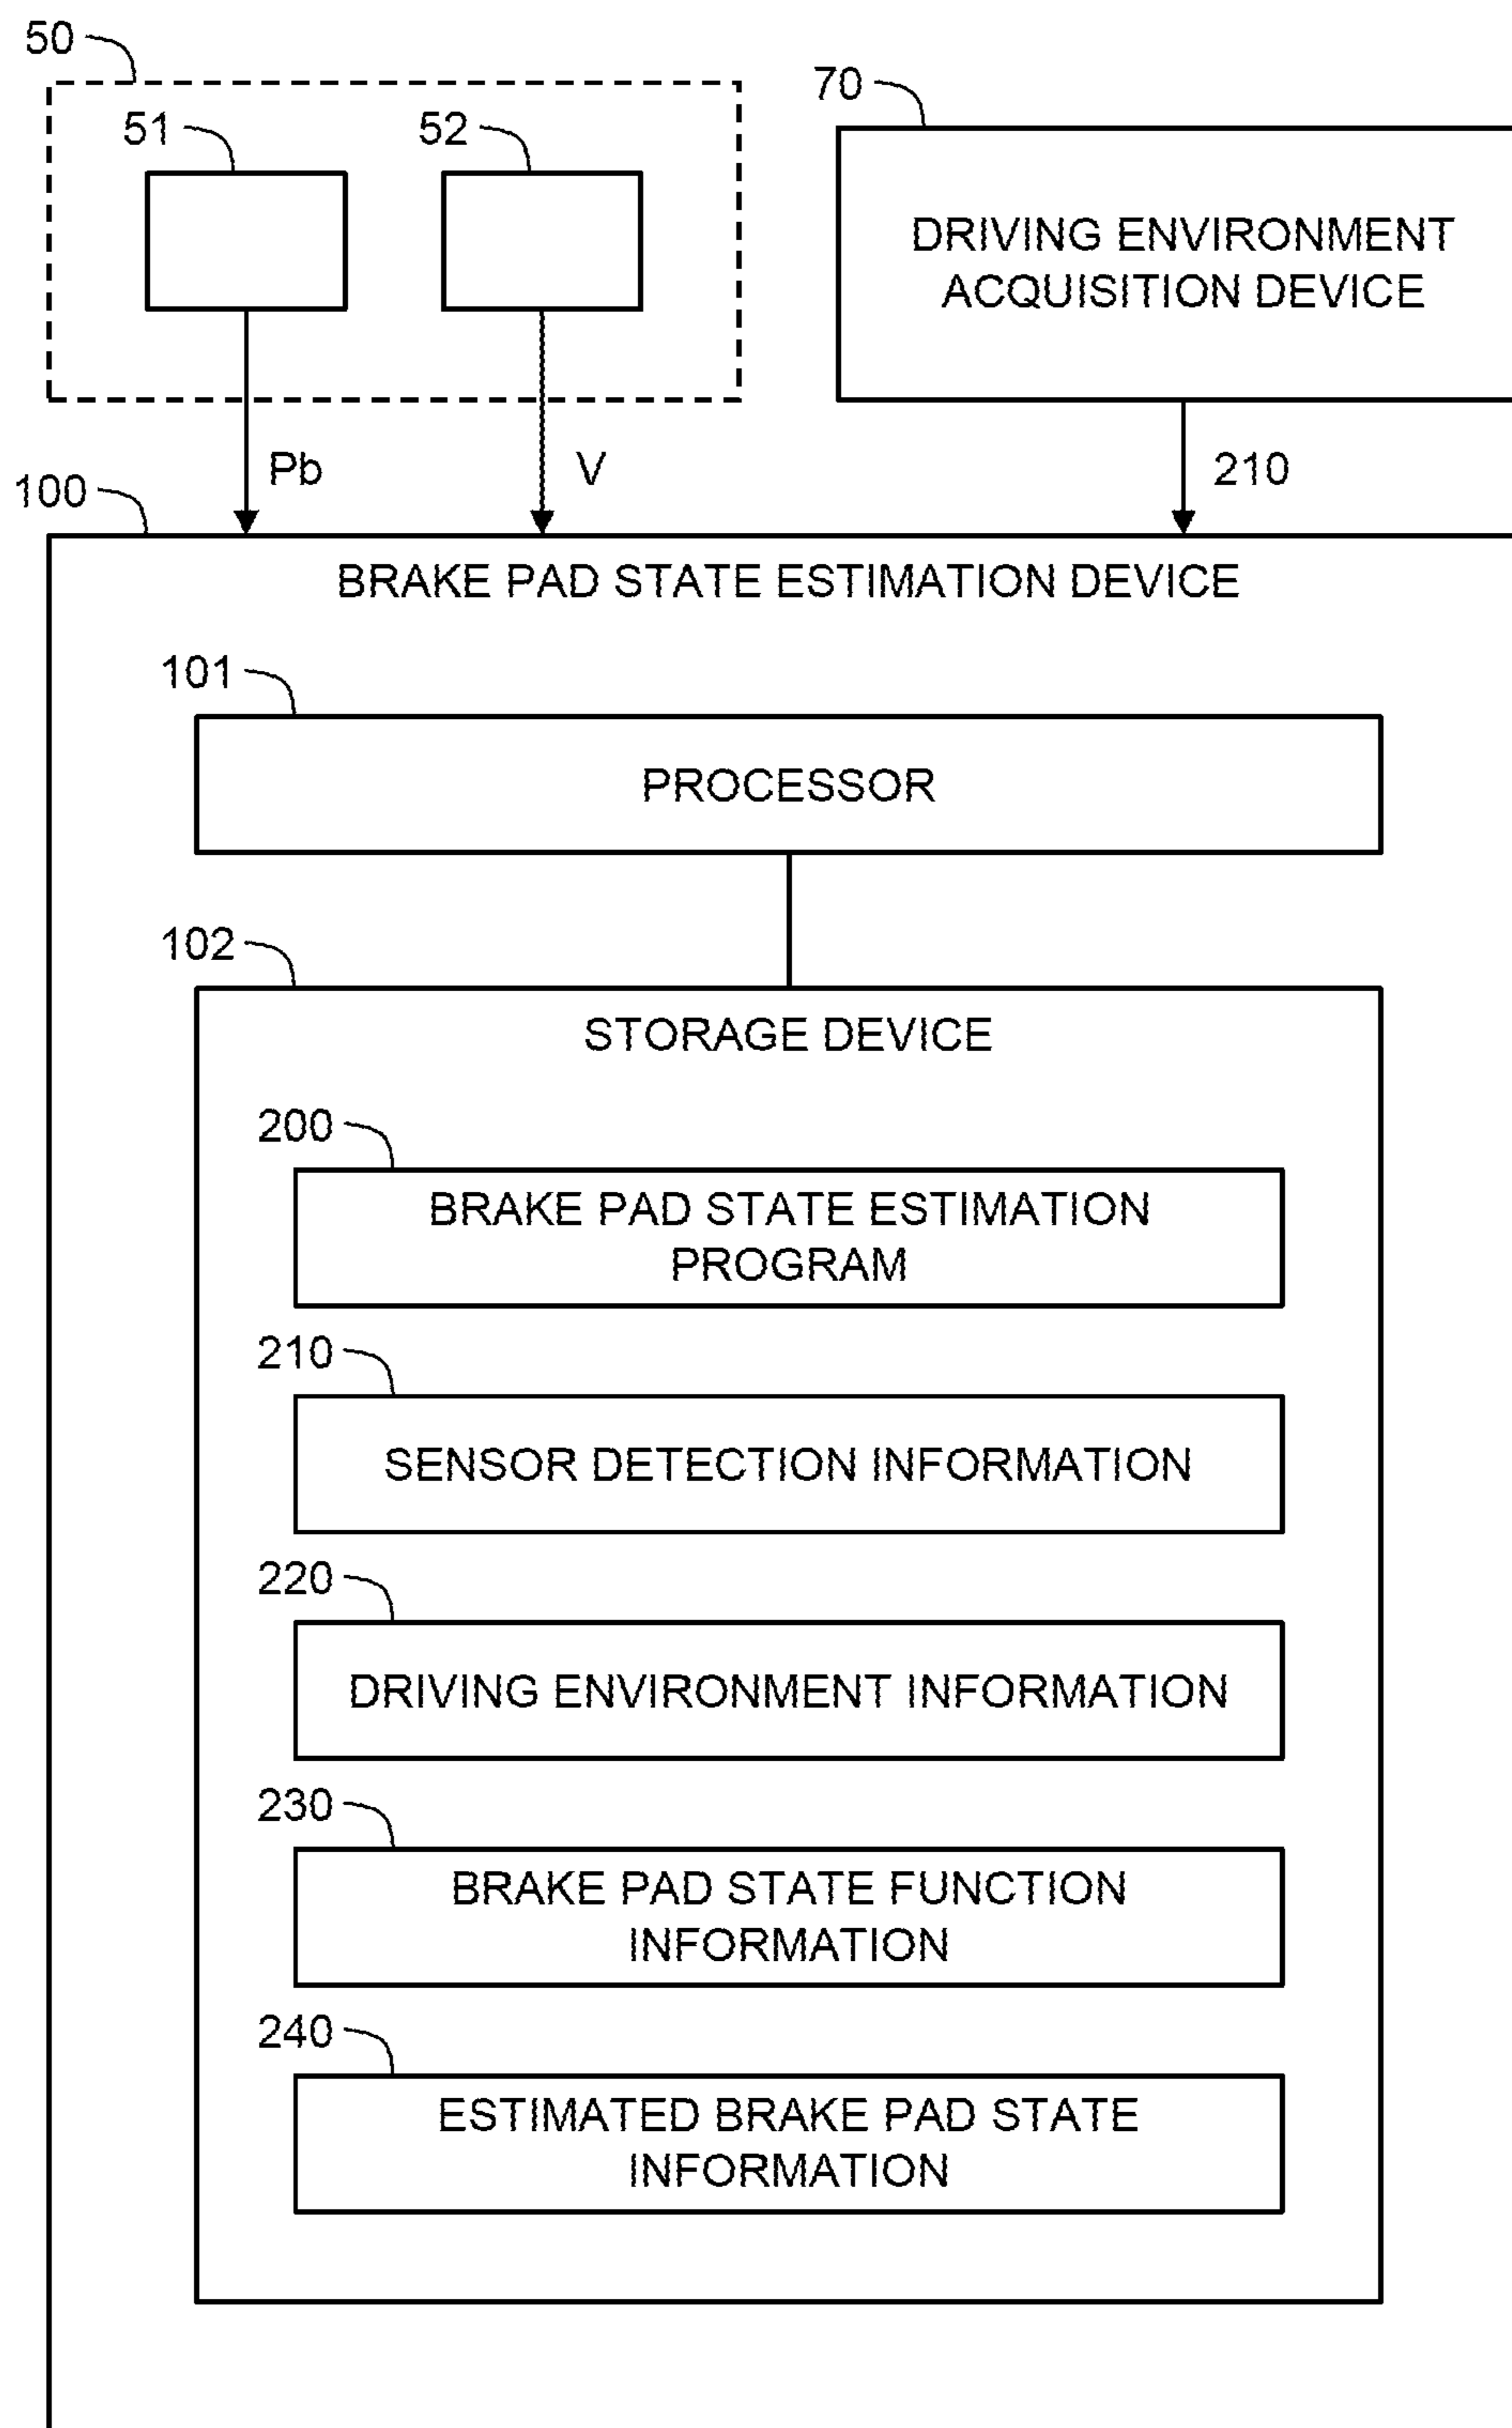 50
51
52
70
DRIVING ENVIRONMENT
ACQUISITION DEVICE
Pb
V
210
100
BRAKE PAD STATE ESTIMATION DEVICE
101
PROCESSOR
102
STORAGE DEVICE
200
BRAKE PAD STATE ESTIMATION
PROGRAM
210
SENSOR DETECTION INFORMATION
220
DRIVING ENVIRONMENT INFORMATION
230
BRAKE PAD STATE FUNCTION
INFORMATION
240
ESTIMATED BRAKE PAD STATE
INFORMATION